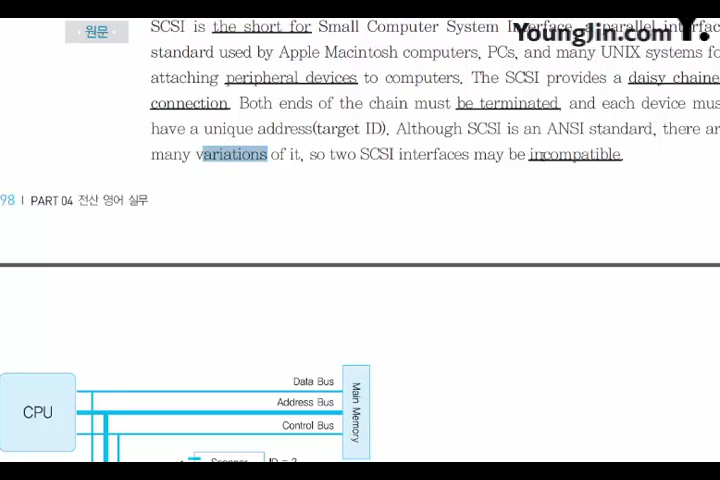 원문
SCSI is the short for Small Computer System Interface, a parallel interfac
standard used by Apple Macintosh computers, PCs, and many UNIX systems fo
attaching peripheral devices to computers. The SCSI provides a daisy chaine
connection. Both ends of the chain must be terminated, and each device mus
have a unique address(target ID). Although SCSI is an ANSI standard, there ar
many variations of it, so two SCSI interfaces may be incompatible.
YoungJin.com Y.
98 | PART 04 전산 영어 실무
Data Bus
Address Bus
Control Bus
CPU
Main Memory
Scanner ID = 2